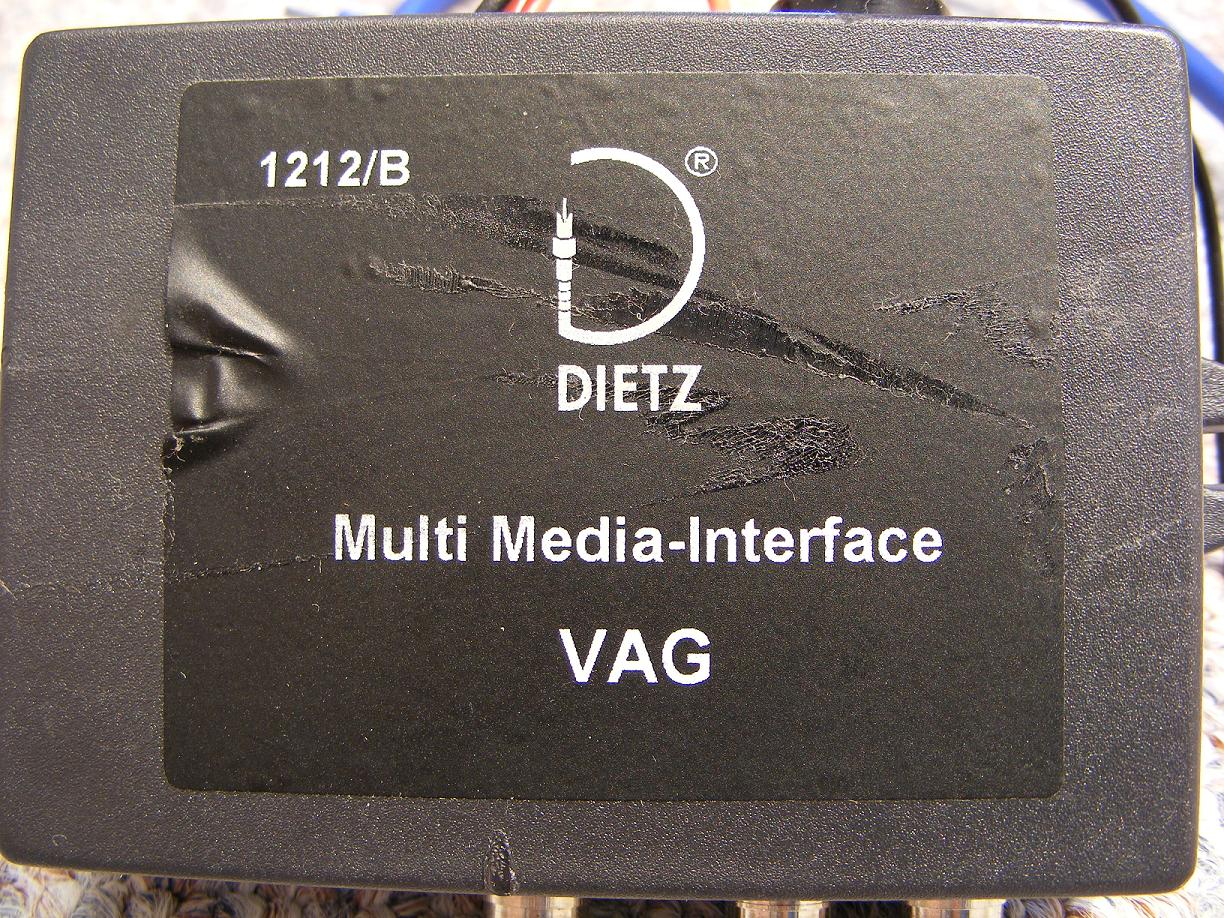 1212/B
®
DIETZ
Multi Media-Interface
VAG